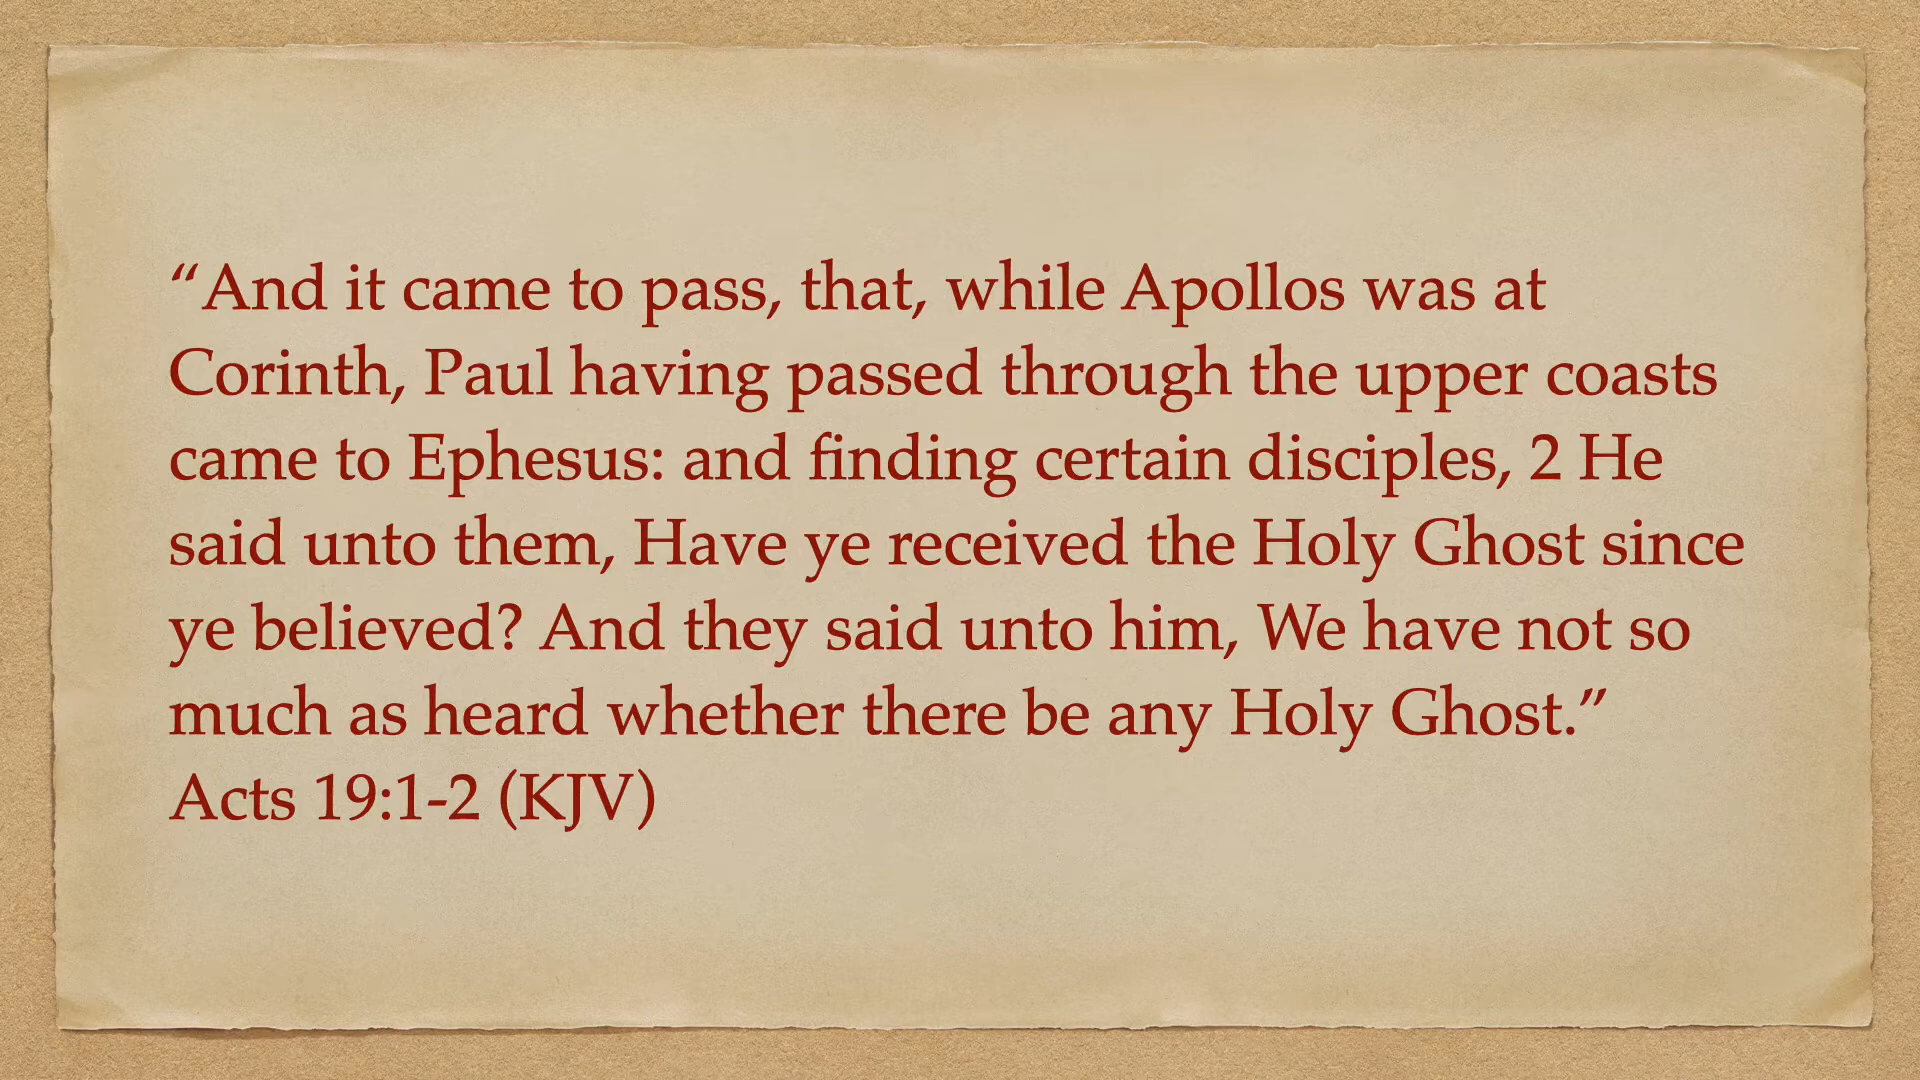 “And it came to pass, that, while Apollos was at
Corinth, Paul having passed through the upper coasts
came to Ephesus: and finding certain disciples, 2 He
said unto them, Have ye received the Holy Ghost since
ye believed? And they said unto him, We have not so
much as heard whether there be any Holy Ghost.”
Acts 19:1-2 (KJV)